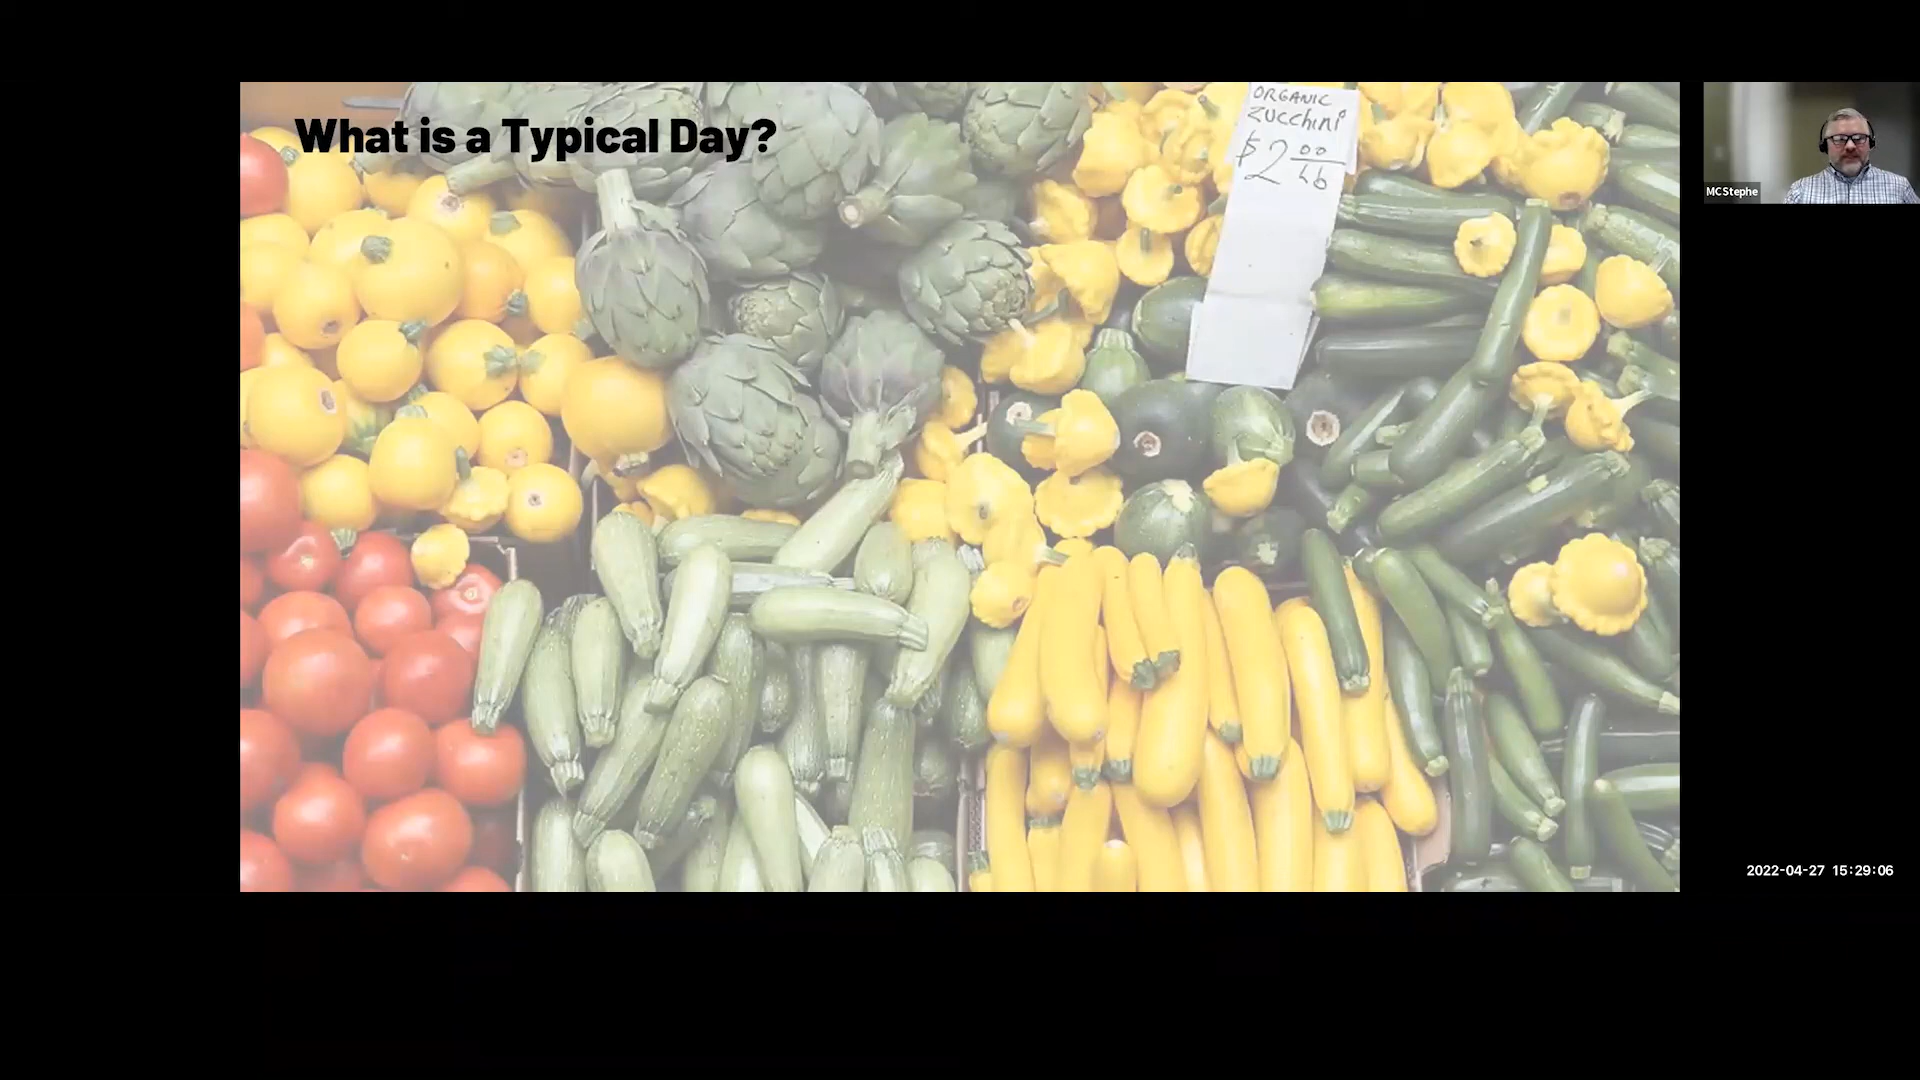 What is a Typical Day?
ORGANIC
ZUCCHINI
$2 00
Lb
MCStephe
2022-04-27 15:29:06